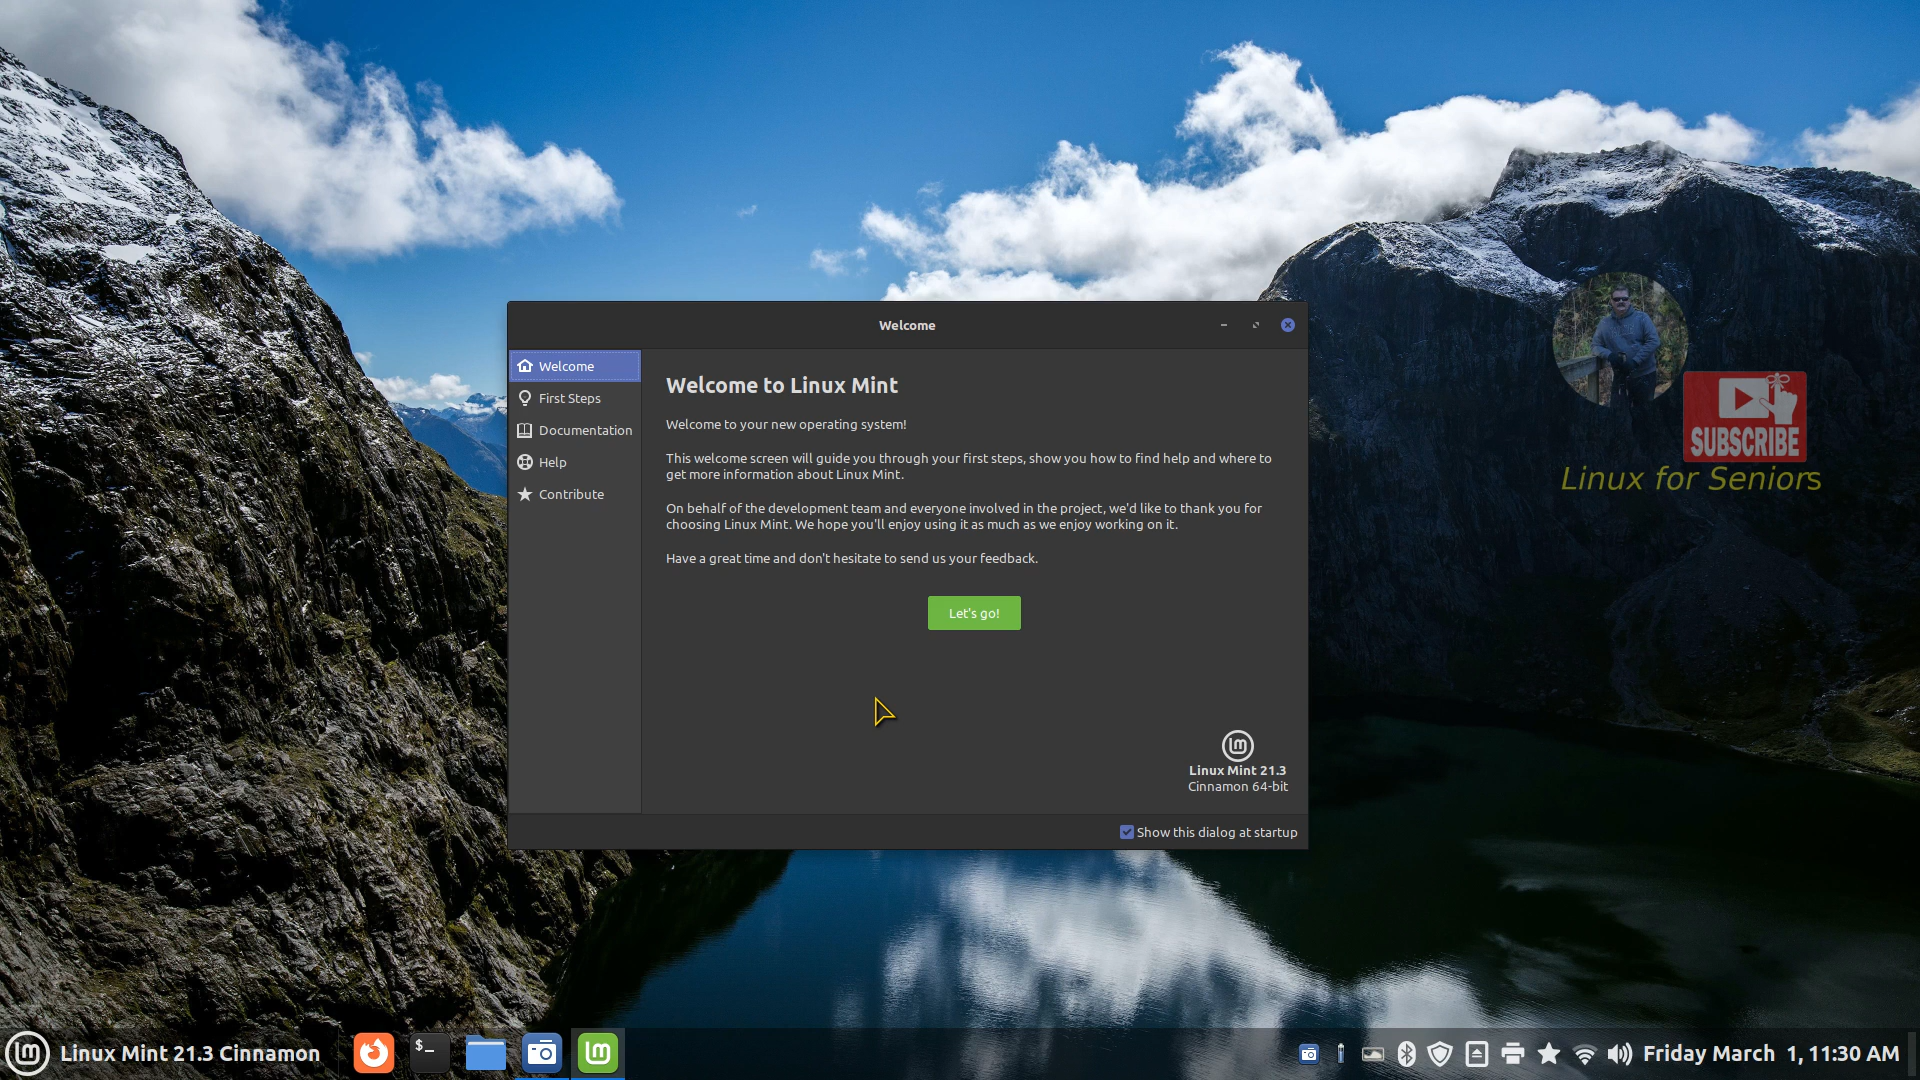 Welcome
Welcome
First Steps
Documentation
Help
Contribute
Welcome to Linux Mint
Welcome to your new operating system!
This welcome screen will guide you through your first steps, show you how to find help and where to
get more information about Linux Mint.
On behalf of the development team and everyone involved in the project, we'd like to thank you for
choosing Linux Mint. We hope you'll enjoy using it as much as we enjoy working on it.
Have a great time and don't hesitate to send us your feedback.
Let's go!
Linux Mint 21.3
Cinnamon 64-bit
Show this dialog at startup
SUBSCRIBE
Linux for Seniors
Linux Mint 21.3 Cinnamon
$_
Friday March  1, 11:30 AM